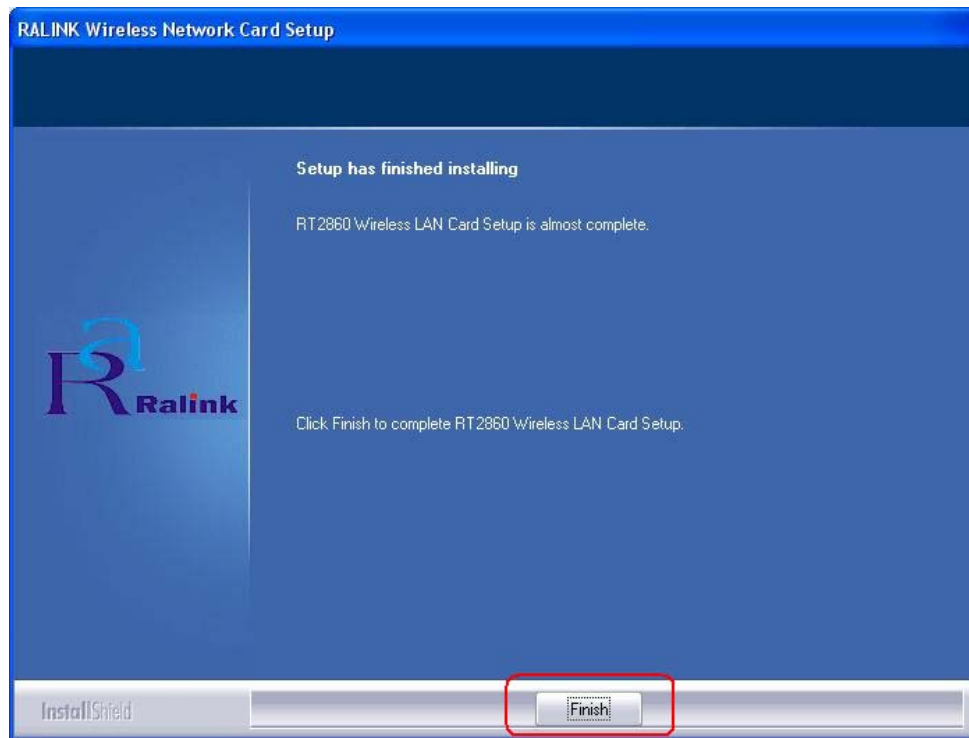 RALINK Wireless Network Card Setup
Setup has finished installing
RT2860 Wireless LAN Card Setup is almost complete.
Ra
Ralink
Click Finish to complete RT2860 Wireless LAN Card Setup.
InstallShield
Finish